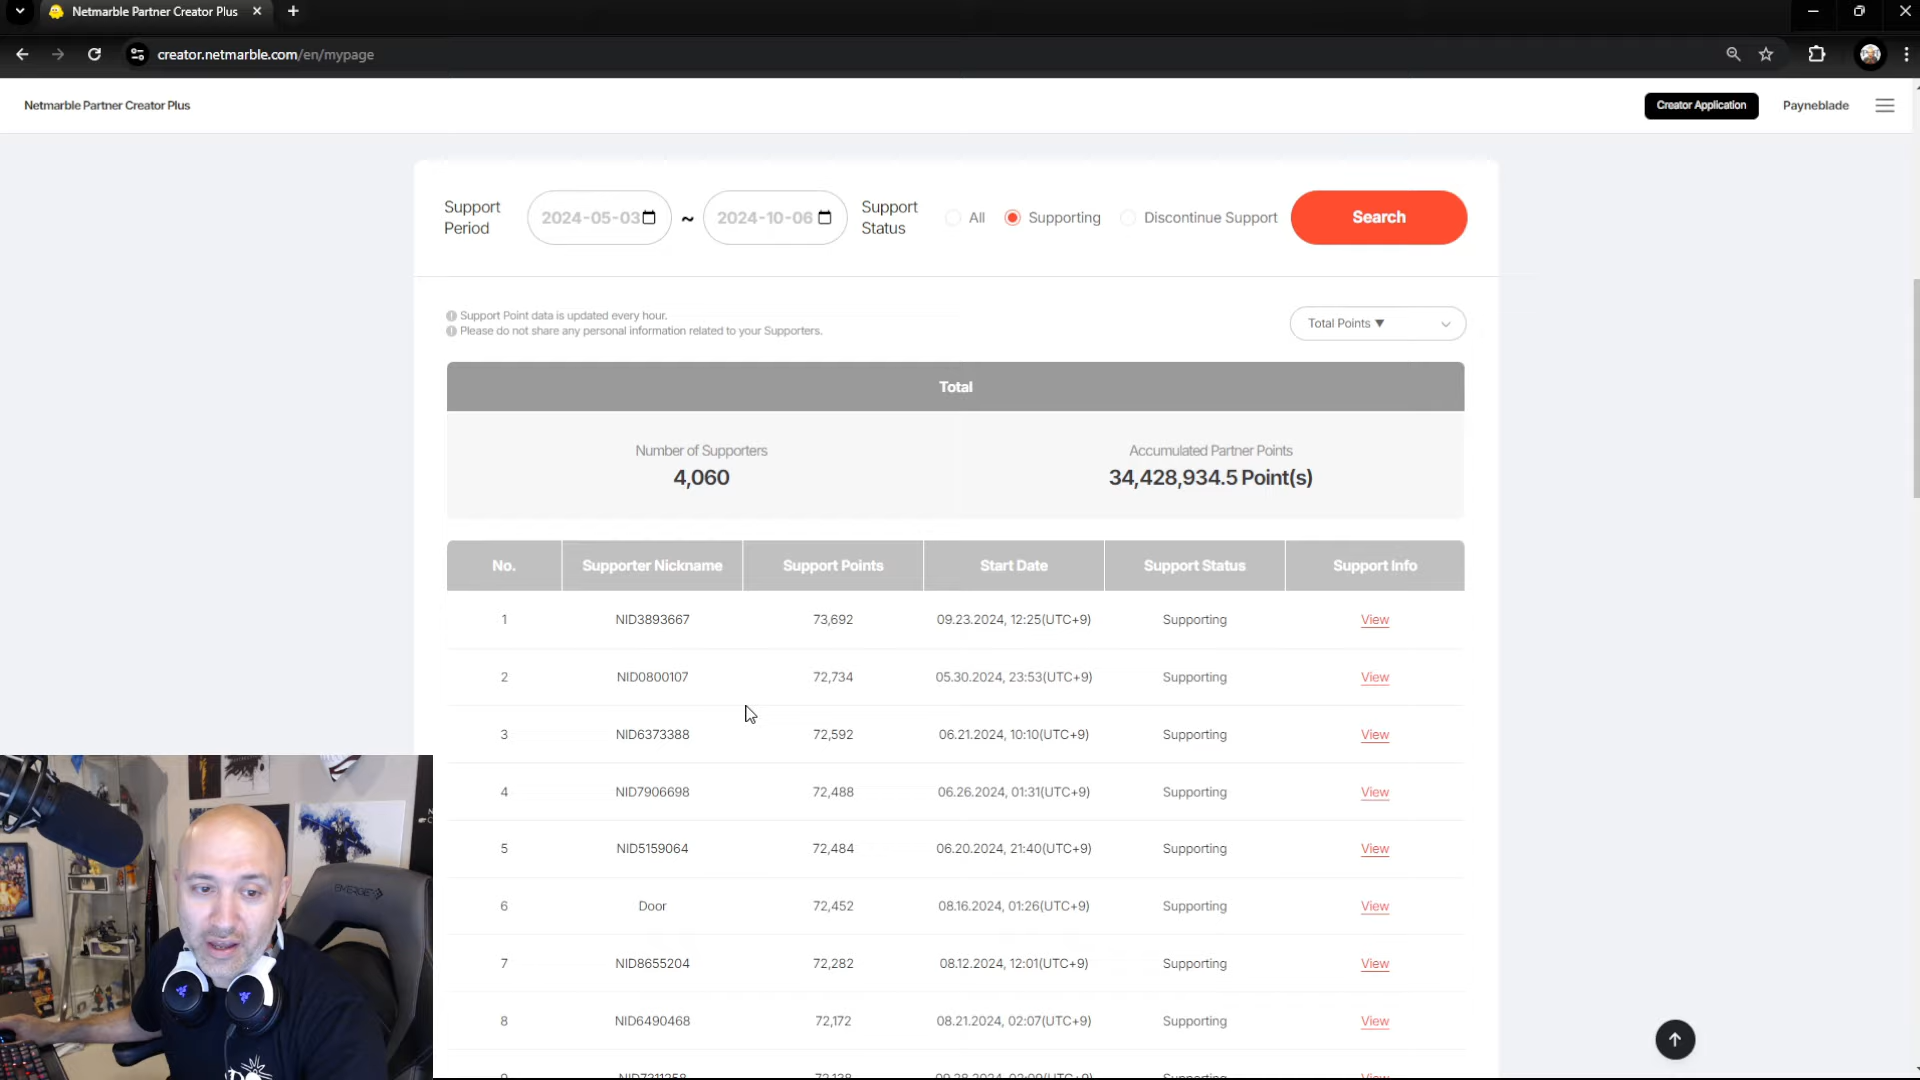 Netmarble Partner Creator Plus
creator.netmarble.com/en/mypage
Netmarble Partner Creator Plus
Creator Application
Payneblade
Support Period
2024-05-03
~
2024-10-06
Support Status
All
Supporting
Discontinue Support
Search
Support Point data is updated every hour.
Please do not share any personal information related to your Supporters.
Total Points ▼
Total
Number of Supporters
4,060
Accumulated Partner Points
34,428,934.5 Point(s)
No. Supporter Nickname Support Points Start Date Support Status Support Info
1 NID3893667 73,692 09.23.2024, 12:25(UTC+9) Supporting View
2 NID0800107 72,734 05.30.2024, 23:53(UTC+9) Supporting View
3 NID6373388 72,592 06.21.2024, 10:10(UTC+9) Supporting View
4 NID7906698 72,488 06.26.2024, 01:31(UTC+9) Supporting View
5 NID5159064 72,484 06.20.2024, 21:40(UTC+9) Supporting View
6 Door 72,452 08.16.2024, 01:26(UTC+9) Supporting View
7 NID8655204 72,282 08.12.2024, 12:01(UTC+9) Supporting View
8 NID6490468 72,172 08.21.2024, 02:07(UTC+9) Supporting View